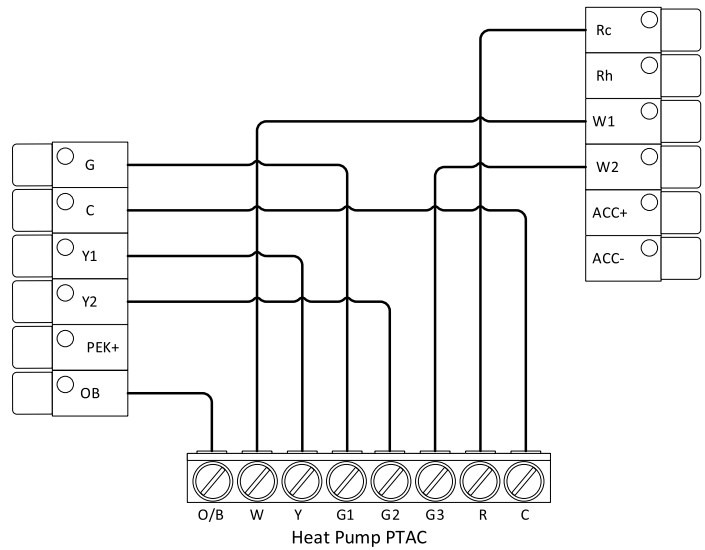 Rc
Rh
W1
W2
ACC+
ACC-
G
C
Y1
Y2
PEK+
OB
O/B W Y G1 G2 G3 R C
Heat Pump PTAC